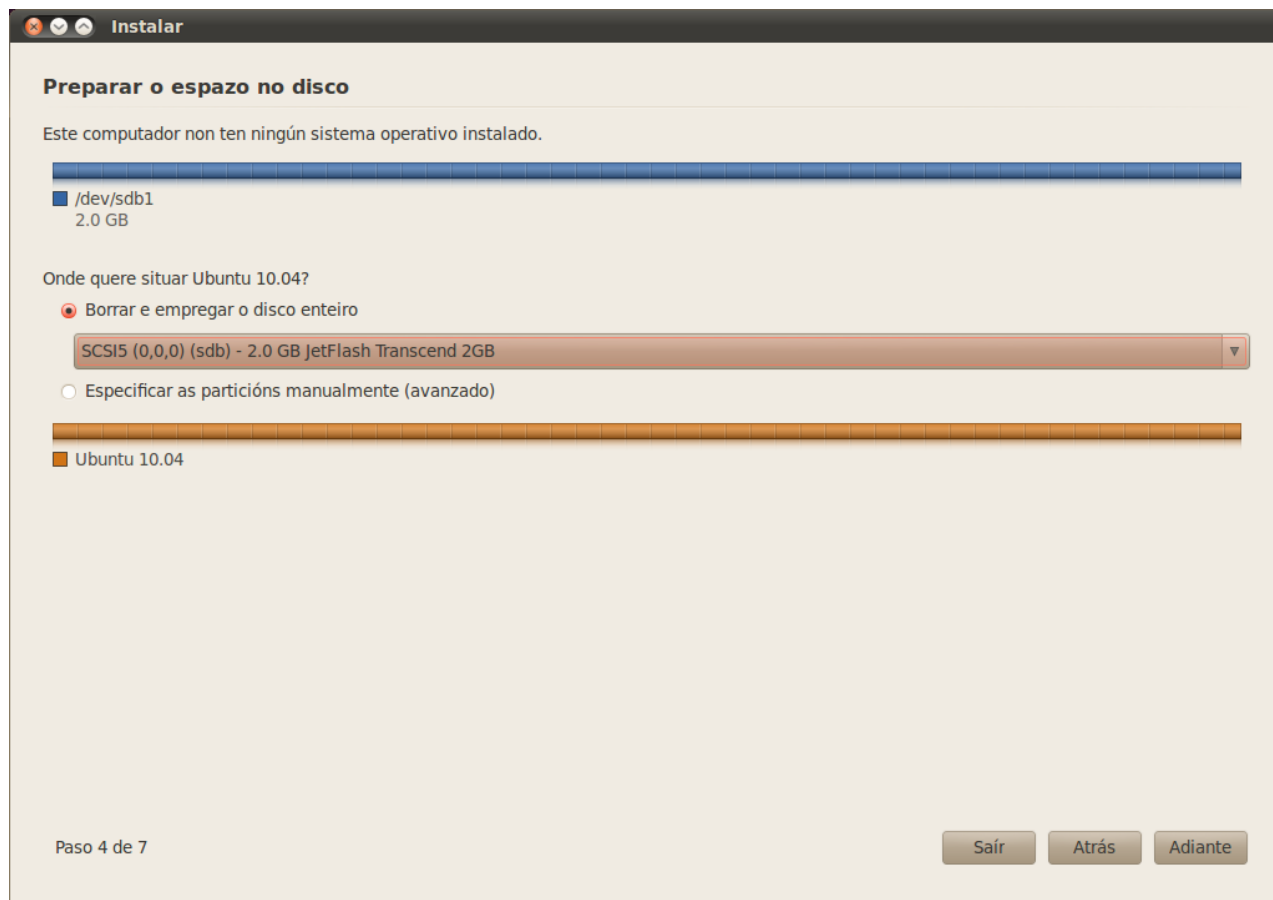 Instalar
Preparar o espazo no disco
Este computador non ten ningún sistema operativo instalado.
/dev/sdb1
2.0 GB
Onde quere situar Ubuntu 10.04?
Borrar e empregar o disco enteiro
SCSI5 (0,0,0) (sdb) - 2.0 GB JetFlash Transcend 2GB
Especificar as particións manualmente (avanzado)
Ubuntu 10.04
Paso 4 de 7 Saír Atrás Adiante